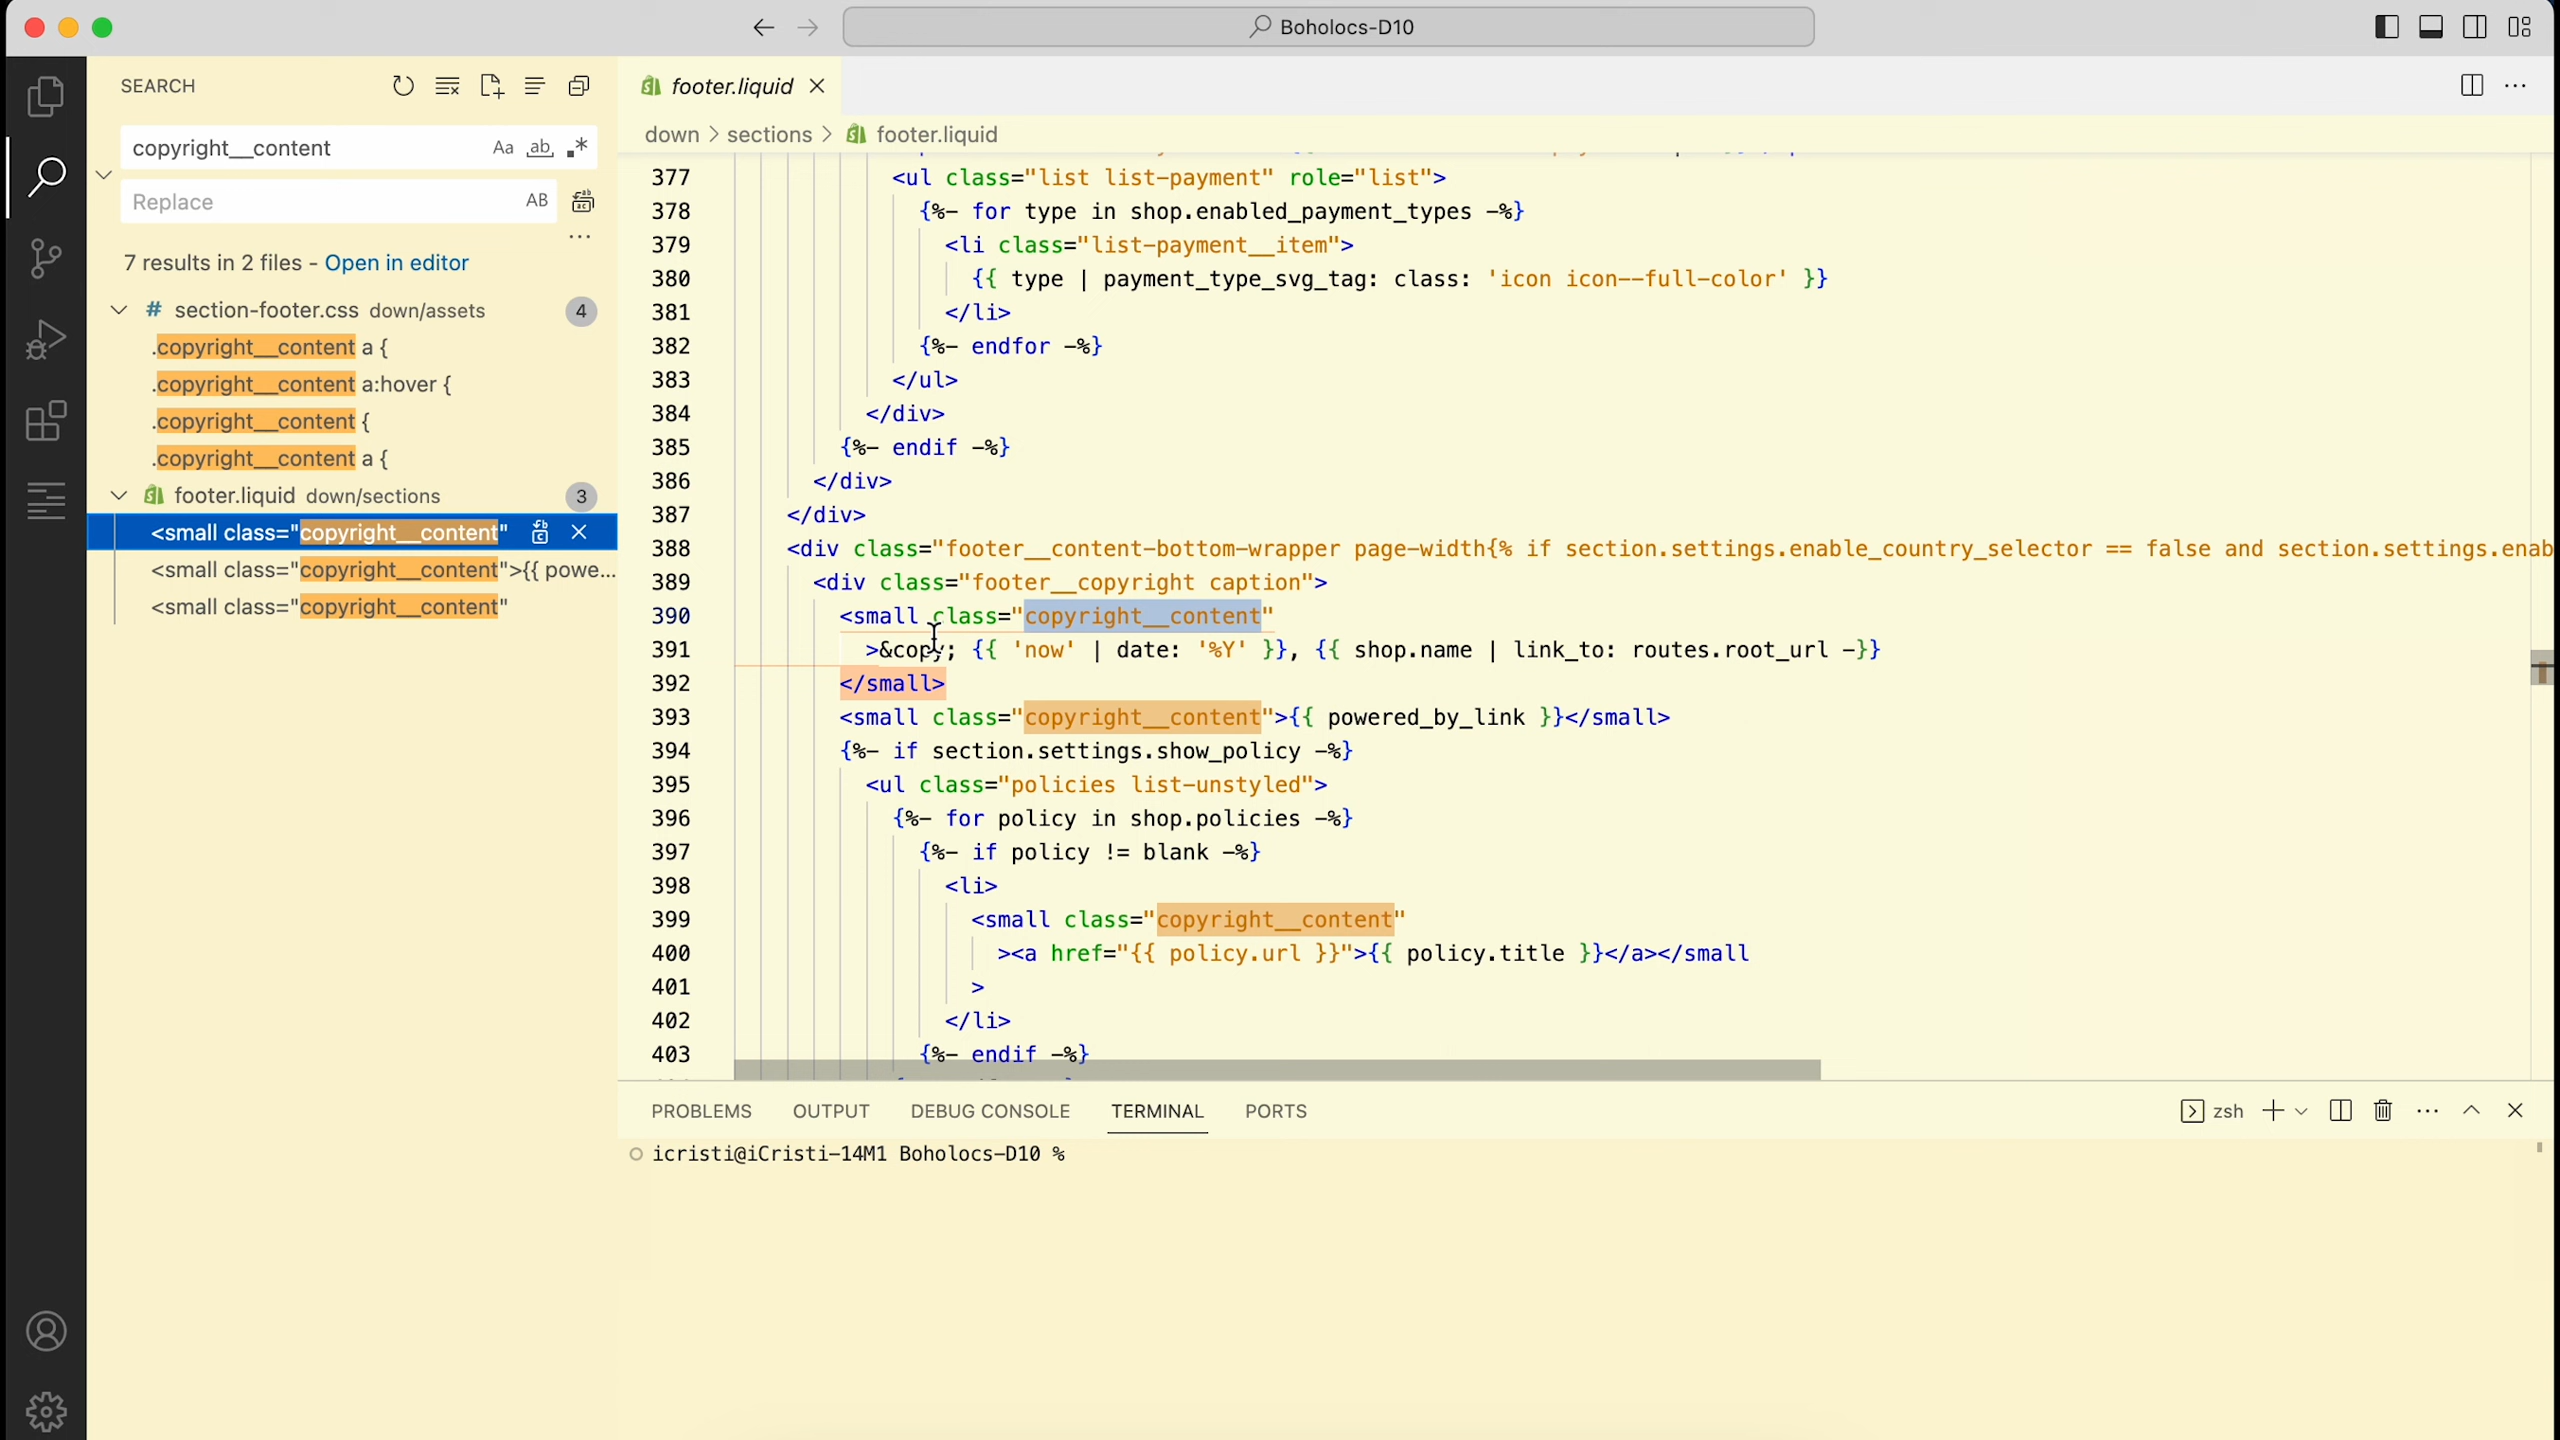 Boholocs-D10
SEARCH
copyright__content
Aa ab .*
Replace
AB
7 results in 2 files - Open in editor
# section-footer.css down/assets 4
.copyright__content a {
.copyright__content a:hover {
.copyright__content {
.copyright__content a {
footer.liquid down/sections 3
<small class="copyright__content"
<small class="copyright__content">{{ powe...
<small class="copyright__content"
footer.liquid
down > sections > footer.liquid
377 <ul class="list list-payment" role="list">
378 {%- for type in shop.enabled_payment_types -%}
379 <li class="list-payment__item">
380 {{ type | payment_type_svg_tag: class: 'icon icon--full-color' }}
381 </li>
382 {%- endfor -%}
383 </ul>
384 </div>
385 {%- endif -%}
386 </div>
387 </div>
388 <div class="footer__content-bottom-wrapper page-width{% if section.settings.enable_country_selector == false and section.settings.enab
389 <div class="footer__copyright caption">
390 <small class="copyright__content"
391 >&copy; {{ 'now' | date: '%Y' }}, {{ shop.name | link_to: routes.root_url -}}
392 </small>
393 <small class="copyright__content">{{ powered_by_link }}</small>
394 {%- if section.settings.show_policy -%}
395 <ul class="policies list-unstyled">
396 {%- for policy in shop.policies -%}
397 {%- if policy != blank -%}
398 <li>
399 <small class="copyright__content"
400 ><a href="{{ policy.url }}">{{ policy.title }}</a></small
401 >
402 </li>
403 {%- endif -%}
PROBLEMS OUTPUT DEBUG CONSOLE TERMINAL PORTS
zsh
icristi@iCristi-14M1 Boholocs-D10 %